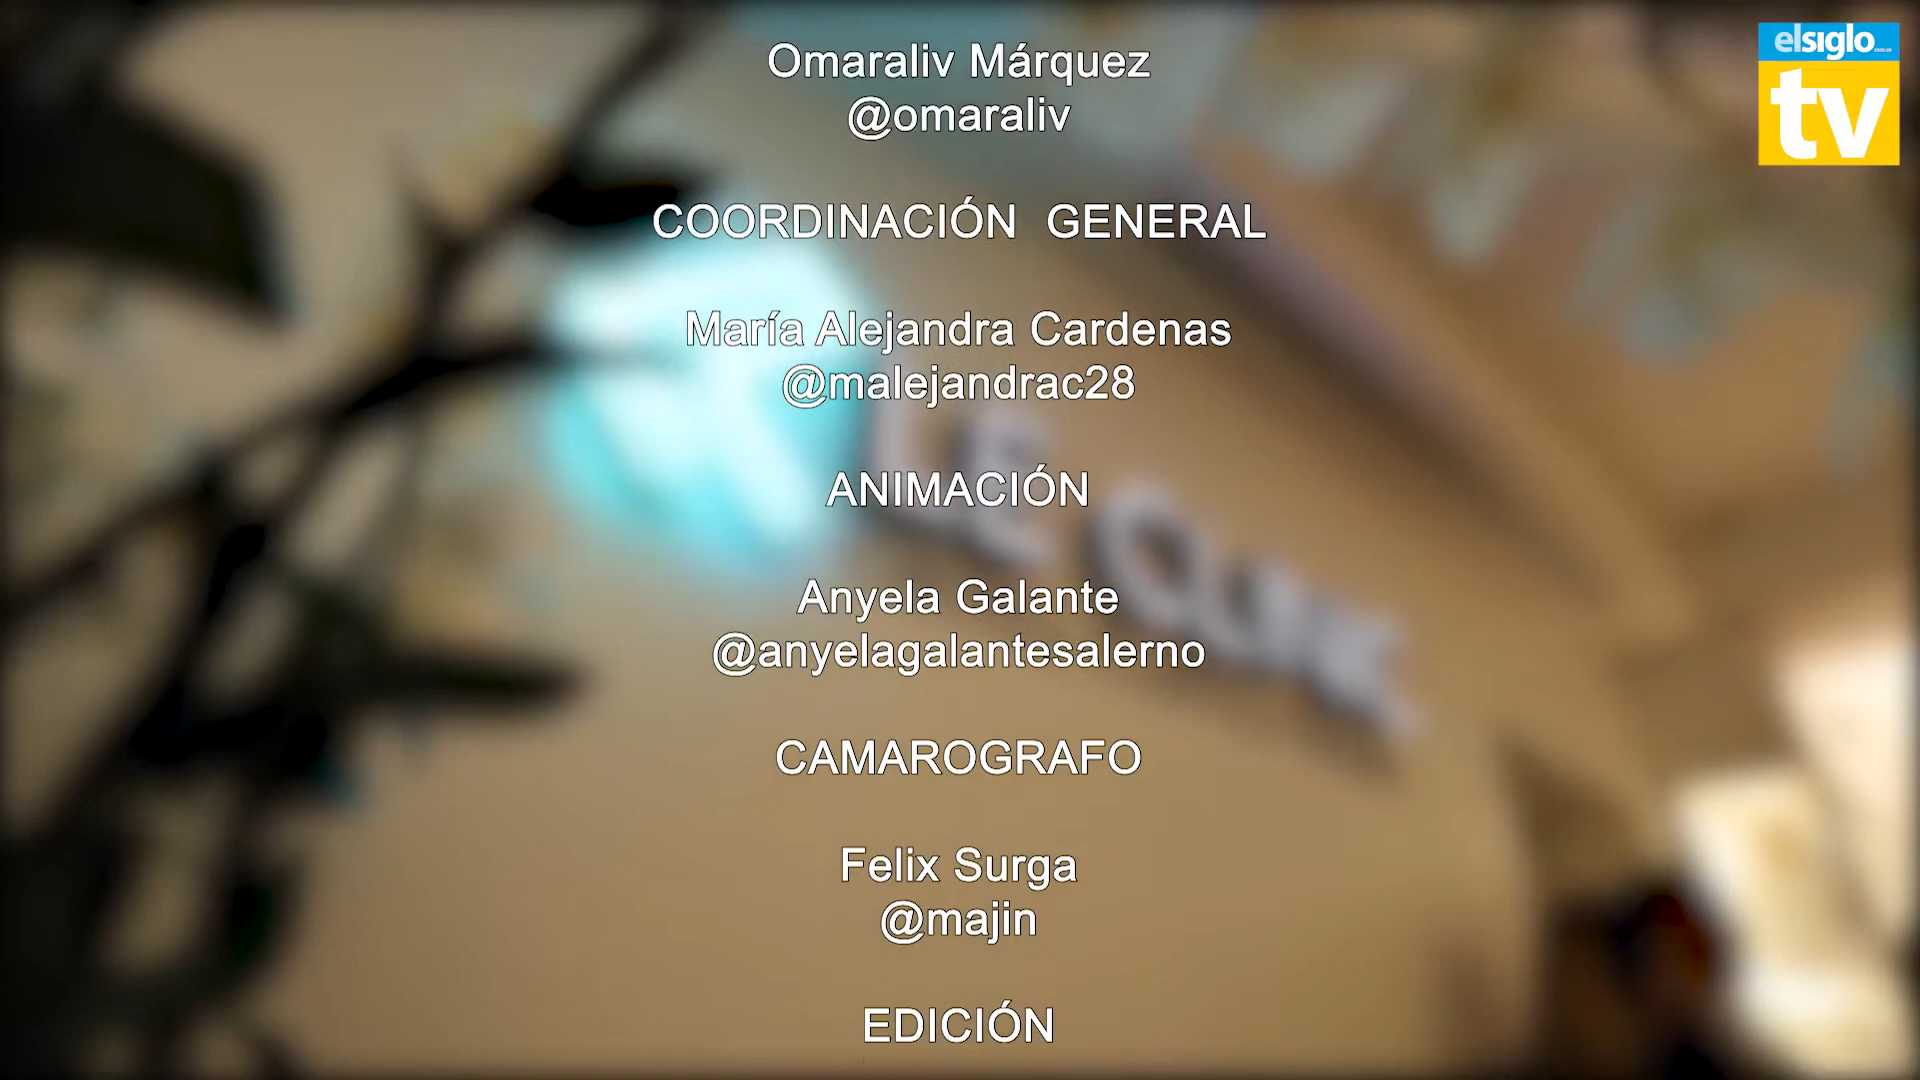 Omaraliv Márquez
@omaraliv
COORDINACIÓN GENERAL
María Alejandra Cardenas
@malejandrac28
ANIMACIÓN
Anyela Galante
@anyelagalantesalerno
CAMAROGRAFO
Felix Surga
@majin
EDICIÓN
elsiglo
tv
LE